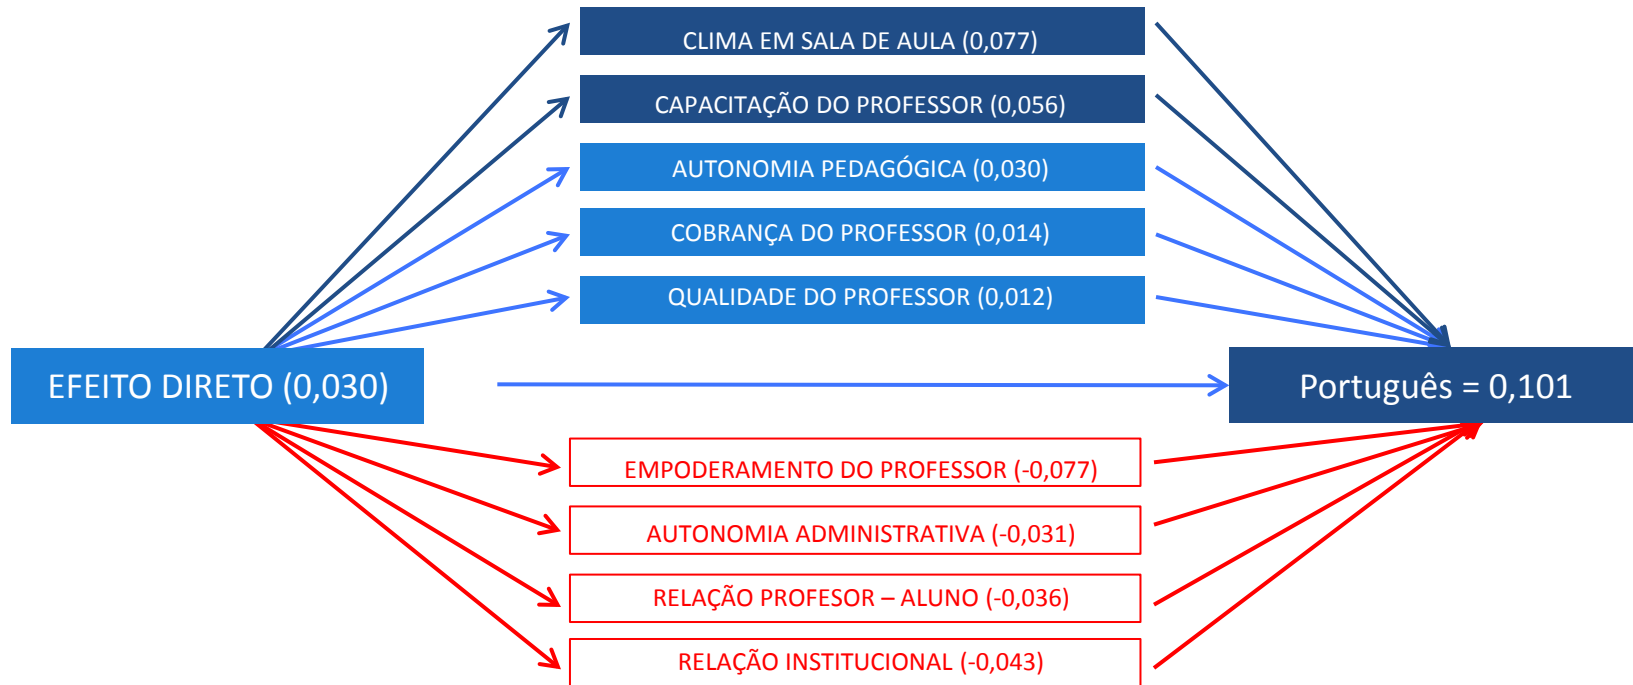 CLIMA EM SALA DE AULA (0,077)
CAPACITAÇÃO DO PROFESSOR (0,056)
AUTONOMIA PEDAGÓGICA (0,030)
COBRANÇA DO PROFESSOR (0,014)
QUALIDADE DO PROFESSOR (0,012)
EFEITO DIRETO (0,030)
Português = 0,101
EMPODERAMENTO DO PROFESSOR (-0,077)
AUTONOMIA ADMINISTRATIVA (-0,031)
RELAÇÃO PROFESOR – ALUNO (-0,036)
RELAÇÃO INSTITUCIONAL (-0,043)